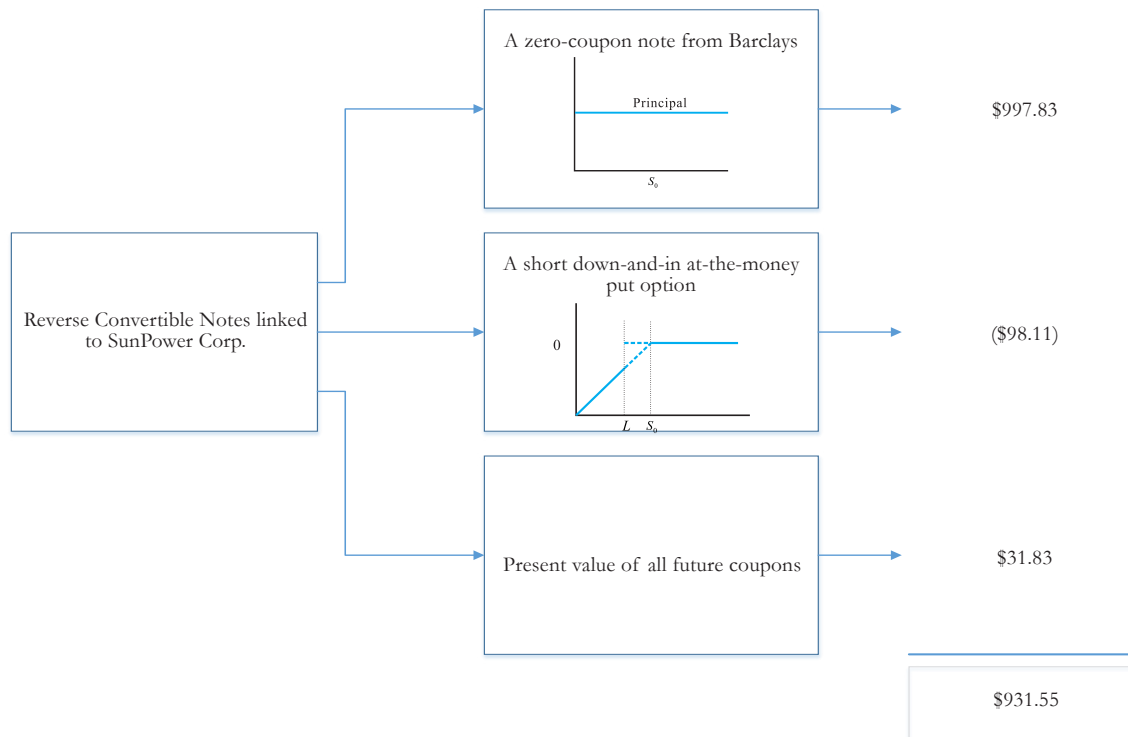 A zero-coupon note from Barclays
Principal
S₀
$997.83
Reverse Convertible Notes linked
to SunPower Corp.
A short down-and-in at-the-money
put option
0
L S₀
($98.11)
Present value of all future coupons
$31.83
$931.55